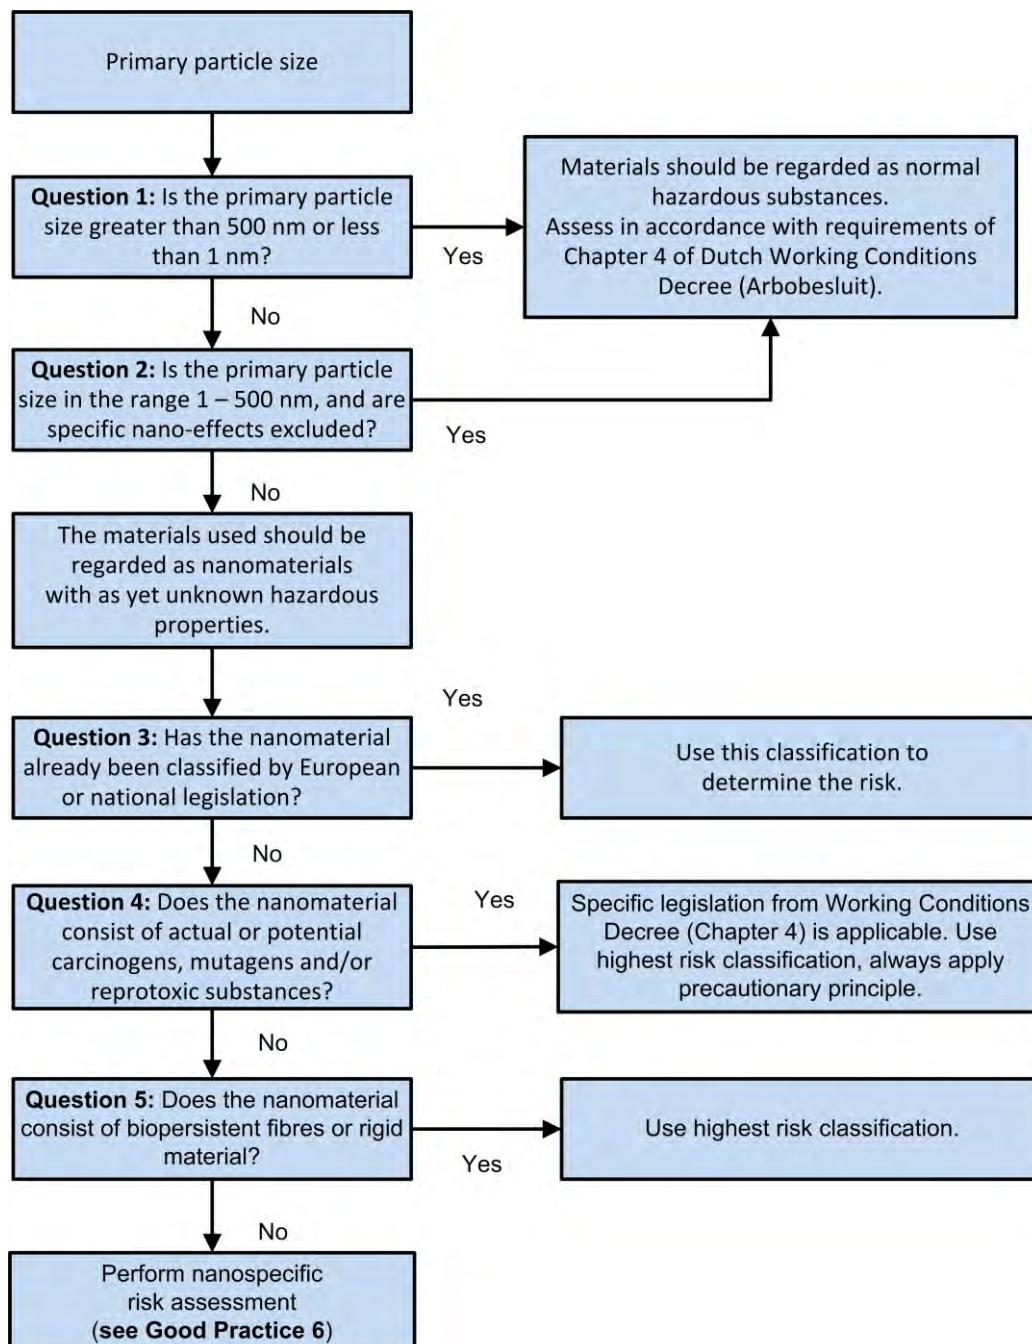 Primary particle size
Question 1: Is the primary particle
size greater than 500 nm or less
than 1 nm?
Yes
Materials should be regarded as normal
hazardous substances.
Assess in accordance with requirements of
Chapter 4 of Dutch Working Conditions
Decree (Arbobesluit).
No
Question 2: Is the primary particle
size in the range 1 – 500 nm, and are
specific nano-effects excluded?
Yes
No
The materials used should be
regarded as nanomaterials
with as yet unknown hazardous
properties.
Yes
Question 3: Has the nanomaterial
already been classified by European
or national legislation?
Use this classification to
determine the risk.
No
Question 4: Does the nanomaterial
consist of actual or potential
carcinogens, mutagens and/or
reprotoxic substances?
Yes
Specific legislation from Working Conditions
Decree (Chapter 4) is applicable. Use
highest risk classification, always apply
precautionary principle.
No
Question 5: Does the nanomaterial
consist of biopersistent fibres or rigid
material?
Yes
Use highest risk classification.
No
Perform nanospecific
risk assessment
(see Good Practice 6)